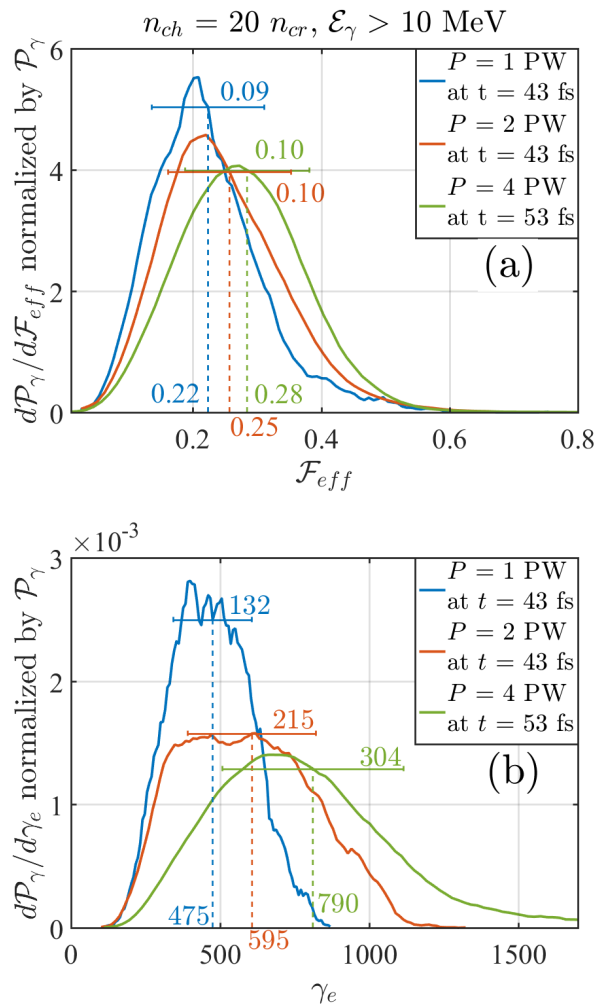 n_ch = 20 n_cr, ℰ_γ > 10 MeV
6
4
2
0
d𝒫_γ/dℱ_eff normalized by 𝒫_γ
P = 1 PW
at t = 43 fs
P = 2 PW
at t = 43 fs
P = 4 PW
at t = 53 fs
0.09
0.10
0.10
(a)
0.22
0.28
0.25
0.2
0.4
0.6
0.8
ℱ_eff
×10⁻³
3
2
1
0
d𝒫_γ/dγ_e normalized by 𝒫_γ
P = 1 PW
at t = 43 fs
P = 2 PW
at t = 43 fs
P = 4 PW
at t = 53 fs
132
215
304
(b)
475
790
595
0
500
1000
1500
γ_e